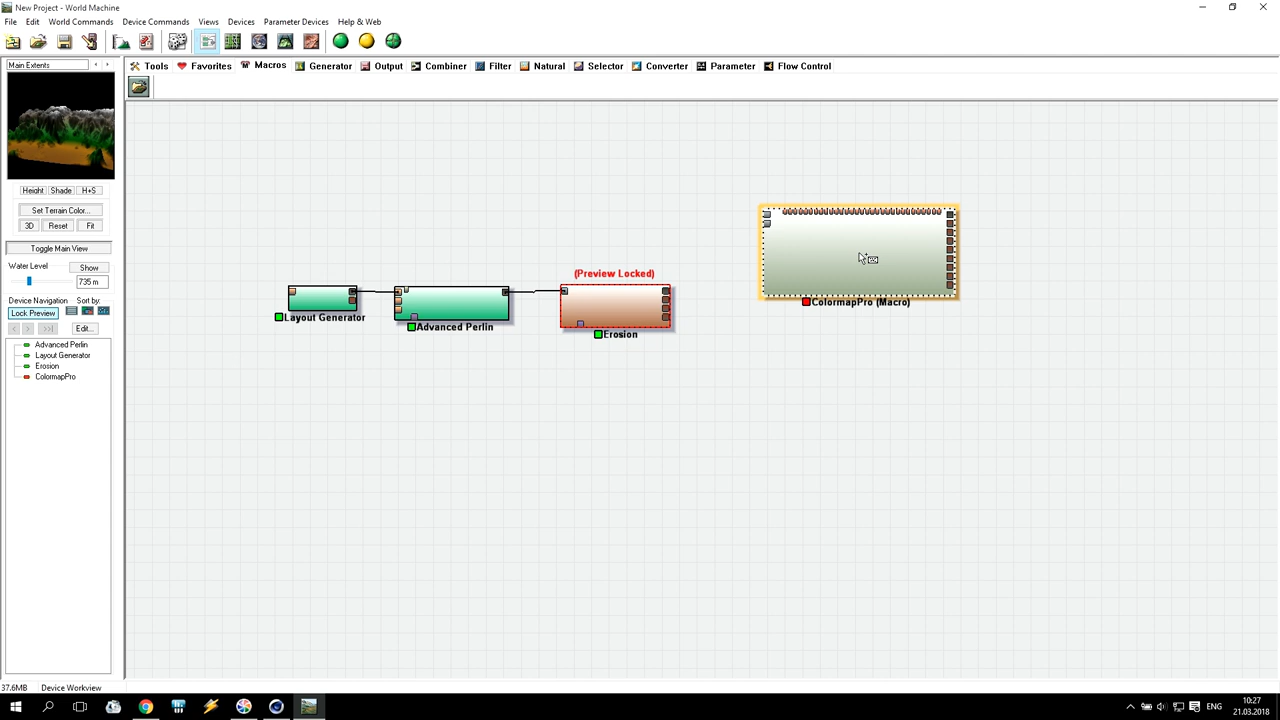 New Project - World Machine
File Edit World Commands Device Commands Views Devices Parameter Devices Help & Web
Main Extents
Tools Favorites Macros Generator Output Combiner Filter Natural Selector Converter Parameter Flow Control
Height Shade H+S
Set Terrain Color...
3D Reset Fit
Toggle Main View
Water Level Show
735 m
Device Navigation Sort by:
Lock Preview
Edit...
Advanced Perlin
Layout Generator
Erosion
ColormapPro
(Preview Locked)
ColormapPro (Macro)
Layout Generator
Advanced Perlin
Erosion
37.6MB Device Workview
ENG
10:27
21.03.2018